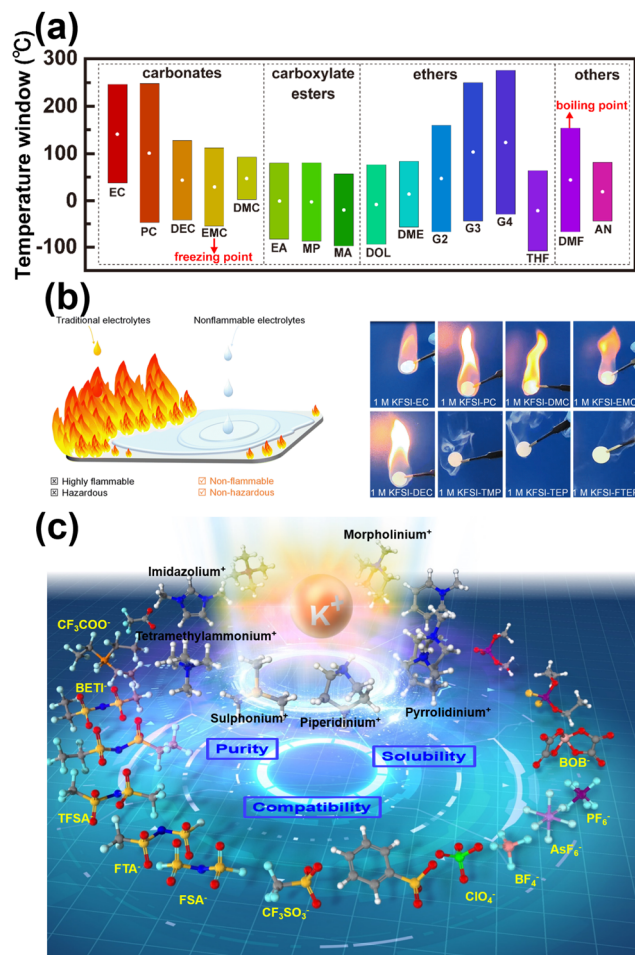 (a)
Temperature window (℃)
300
200
100
0
-100
carbonates
carboxylate
esters
ethers
others
boiling point
EC
PC
DEC
EMC
DMC
EA
MP
MA
DOL
DME
G2
G3
G4
THF
DMF
AN
freezing point
(b)
Traditional electrolytes
Nonflammable electrolytes
☒ Highly flammable
☒ Hazardous
☑ Non-flammable
☑ Non-hazardous
1 M KFSI-EC
1 M KFSI-PC
1 M KFSI-DMC
1 M KFSI-EMC
1 M KFSI-DEC
1 M KFSI-TMP
1 M KFSI-TEP
1 M KFSI-FTEP
(c)
Morpholinium⁺
Imidazolium⁺
K⁺
CF₃COO⁻
Tetramethylammonium⁺
BETI⁻
Sulphonium⁺
Piperidinium⁺
Pyrrolidinium⁺
Purity
Solubility
Compatibility
BOB⁻
TFSA⁻
PF₆⁻
AsF₆⁻
FTA⁻
BF₄⁻
FSA⁻
CF₃SO₃⁻
ClO₄⁻